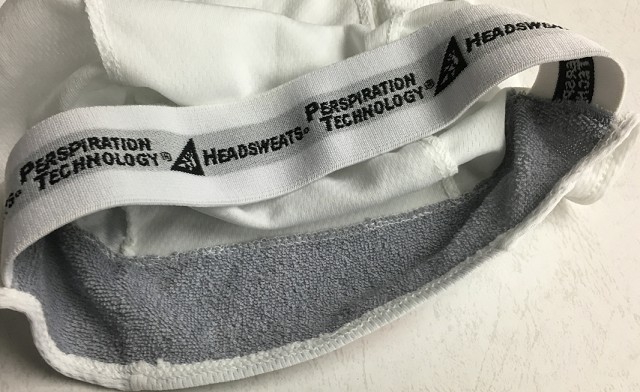 S®
PERSPIRATION
TECHNOLOGY®
HEADSWEATS®
PERSPIRATION
TECHNOLOGY®
HEADSWEATS